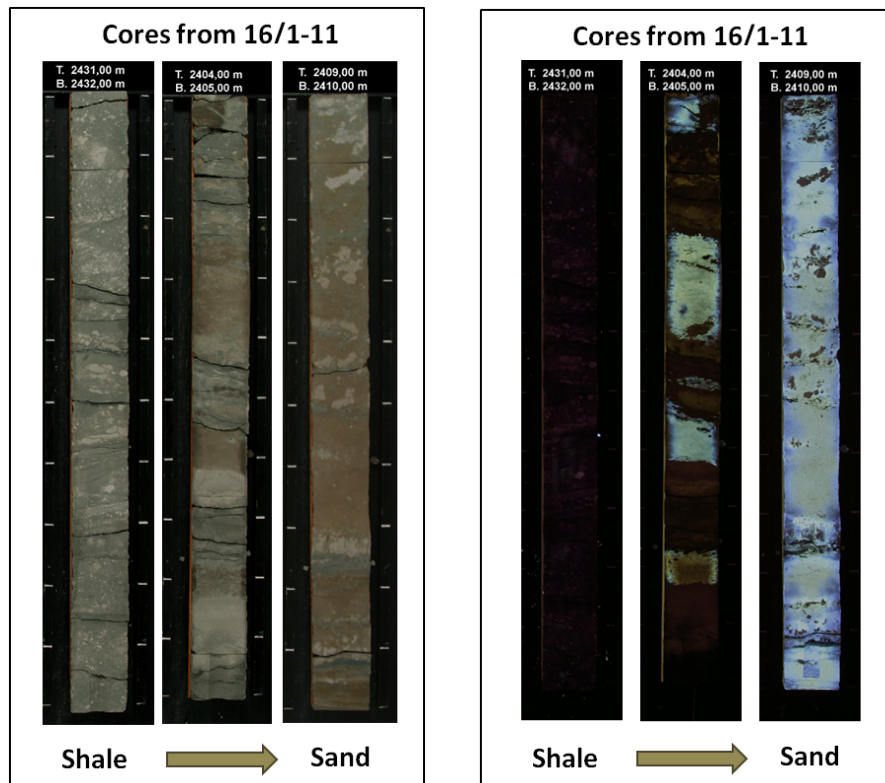 Cores from 16/1-11
T. 2431,00 m
B. 2432,00 m
T. 2404,00 m
B. 2405,00 m
T. 2409,00 m
B. 2410,00 m
Shale
Sand
Cores from 16/1-11
T. 2431,00 m
B. 2432,00 m
T. 2404,00 m
B. 2405,00 m
T. 2409,00 m
B. 2410,00 m
Shale
Sand